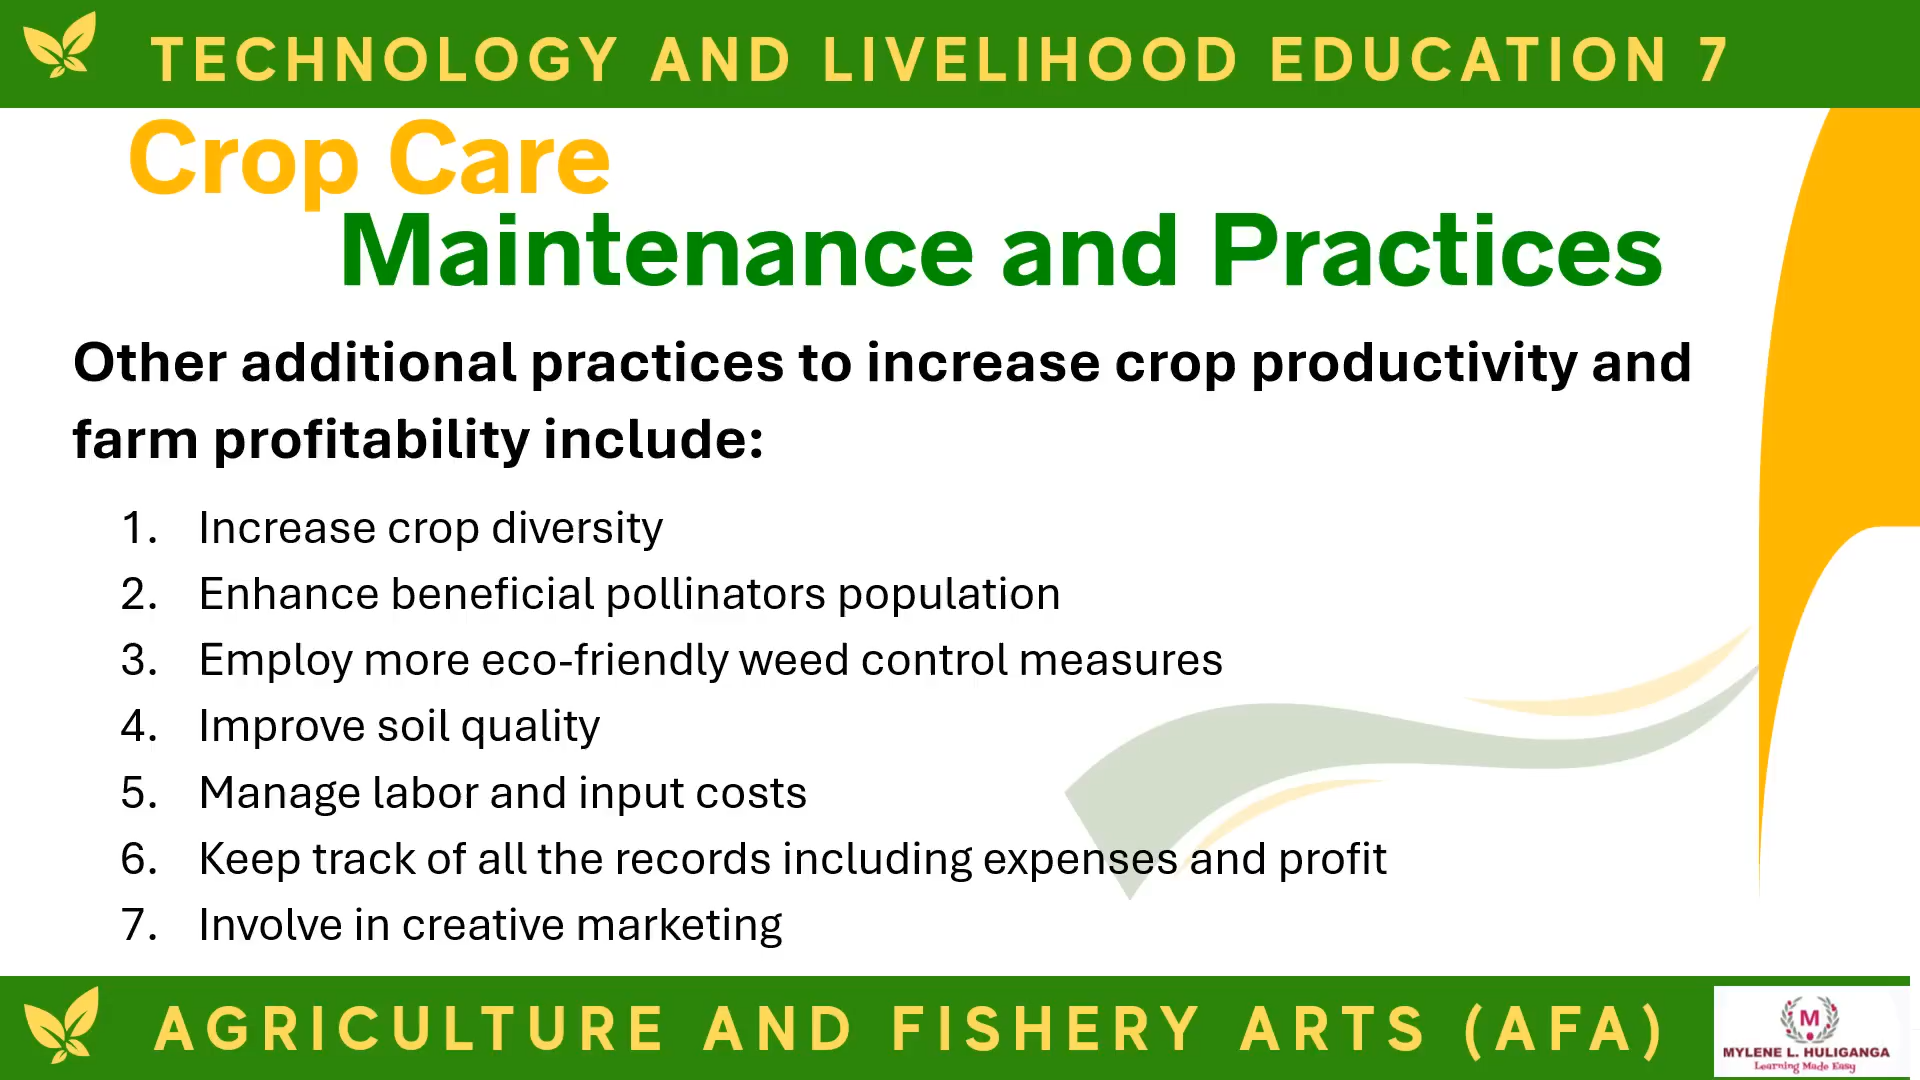 TECHNOLOGY AND LIVELIHOOD EDUCATION 7
Crop Care
Maintenance and Practices
Other additional practices to increase crop productivity and
farm profitability include:
1. Increase crop diversity
2. Enhance beneficial pollinators population
3. Employ more eco-friendly weed control measures
4. Improve soil quality
5. Manage labor and input costs
6. Keep track of all the records including expenses and profit
7. Involve in creative marketing
AGRICULTURE AND FISHERY ARTS (AFA)
M
MYLENE L. HULIGANGA
Learning Made Easy